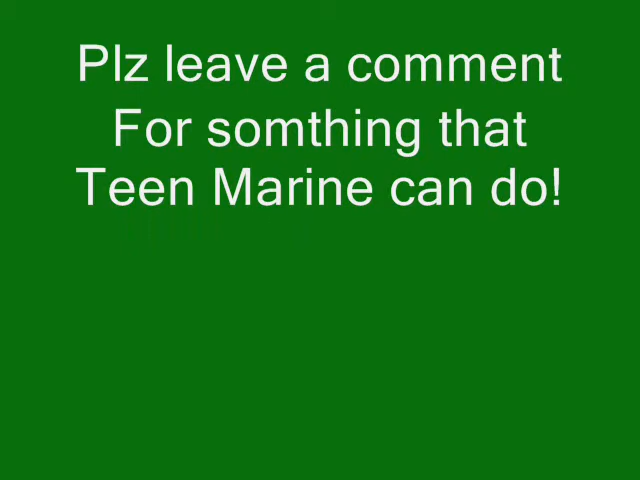 Plz leave a comment
For somthing that
Teen Marine can do!